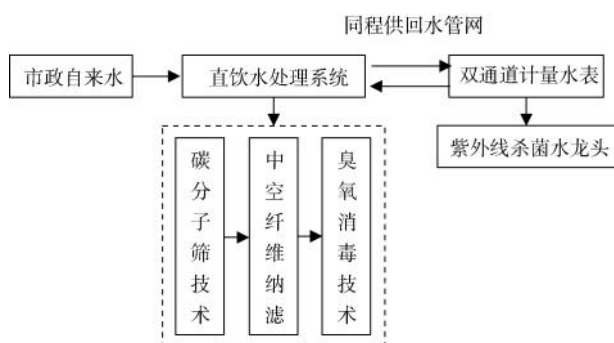 同程供回水管网
市政自来水
直饮水处理系统
双通道计量水表
紫外线杀菌水龙头
碳分子筛技术
中空纤维纳滤
臭氧消毒技术